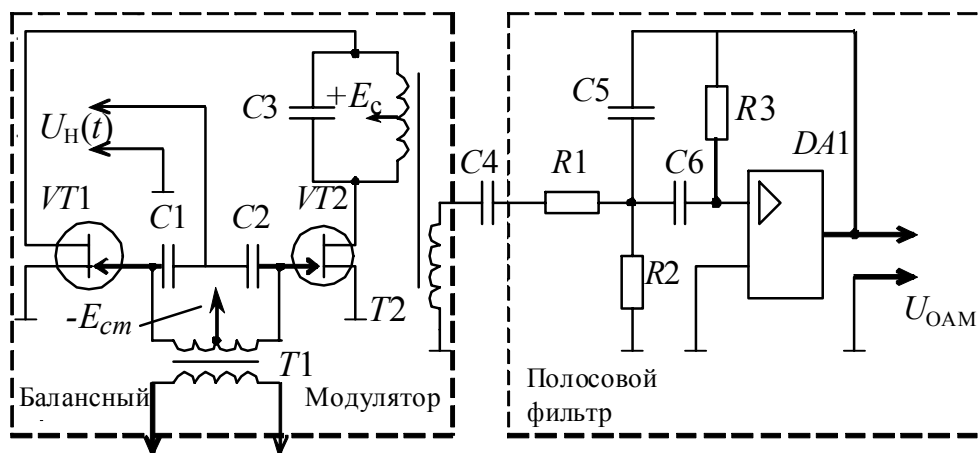 C3
+Eс
C5
R3
UН(t)
DA1
C4
R1
C6
VT1
C1
C2
VT2
R2
-Eст
T2
UОАМ
T1
Балансный
Модулятор
Полосовой
фильтр